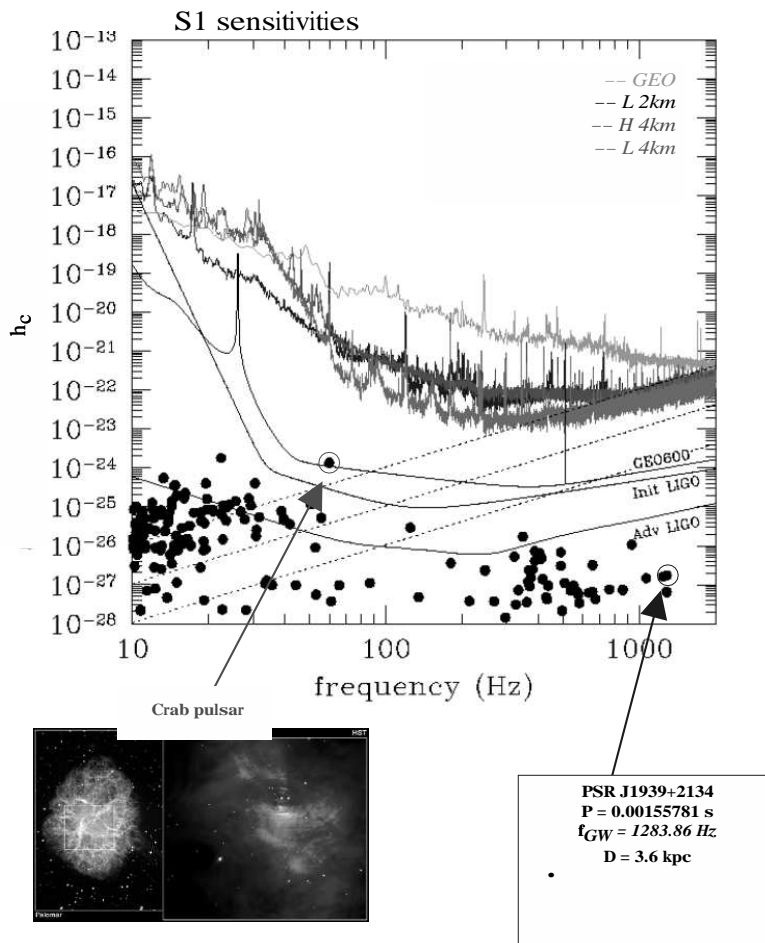 S1 sensitivities
10-13
10-14
10-15
10-16
10-17
10-18
10-19
10-20
10-21
10-22
10-23
10-24
10-25
10-26
10-27
10-28
hc
-- GEO
-- L 2km
-- H 4km
-- L 4km
GEO600
Init LIGO
Adv LIGO
10
100
1000
frequency (Hz)
Crab pulsar
HST
Palomar
PSR J1939+2134
P = 0.00155781 s
fGW = 1283.86 Hz
D = 3.6 kpc